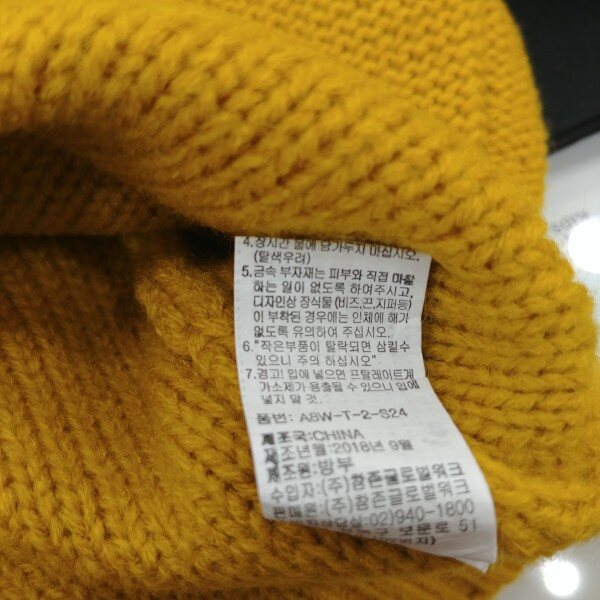 4. 장시간 물에 담가두지 마십시오.
(탈색우려)
5. 금속 부자재는 피부와 직접 마찰
하는 일이 없도록 하여주시고,
디자인상 장식물(비즈,끈,지퍼등)
이 부착된 경우에는 인체에 해가
없도록 유의하여 주십시오.
6. "작은부품이 탈락되면 삼킬수
있으니 주의 하십시오"
7. 경고! 입에 넣으면 프탈레이트계
가소제가 용출될 수 있으니 입에
넣지 말 것.
품번: A8W-T-2-S24
제조국:CHINA
제조년월:2018년 9월
제조원:방부
수입자:(주)참존글로벌워크
판매원:(주)참존글로벌워크
02)940-1800
보문로 51